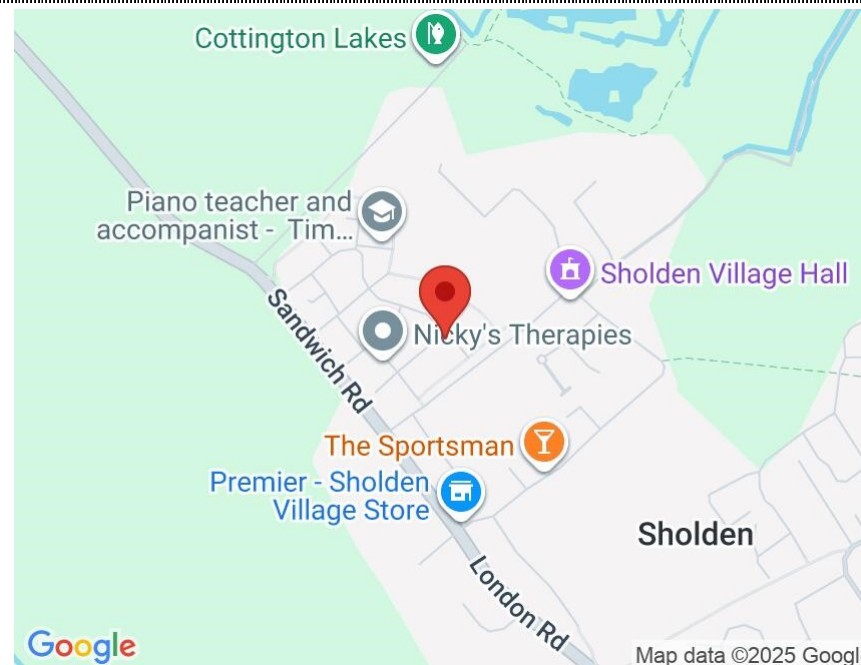 Cottington Lakes
Piano teacher and
accompanist - Tim...
Sholden Village Hall
Sandwich Rd
Nicky's Therapies
The Sportsman
Premier - Sholden
Village Store
Sholden
London Rd
Google
Map data ©2025 Googl